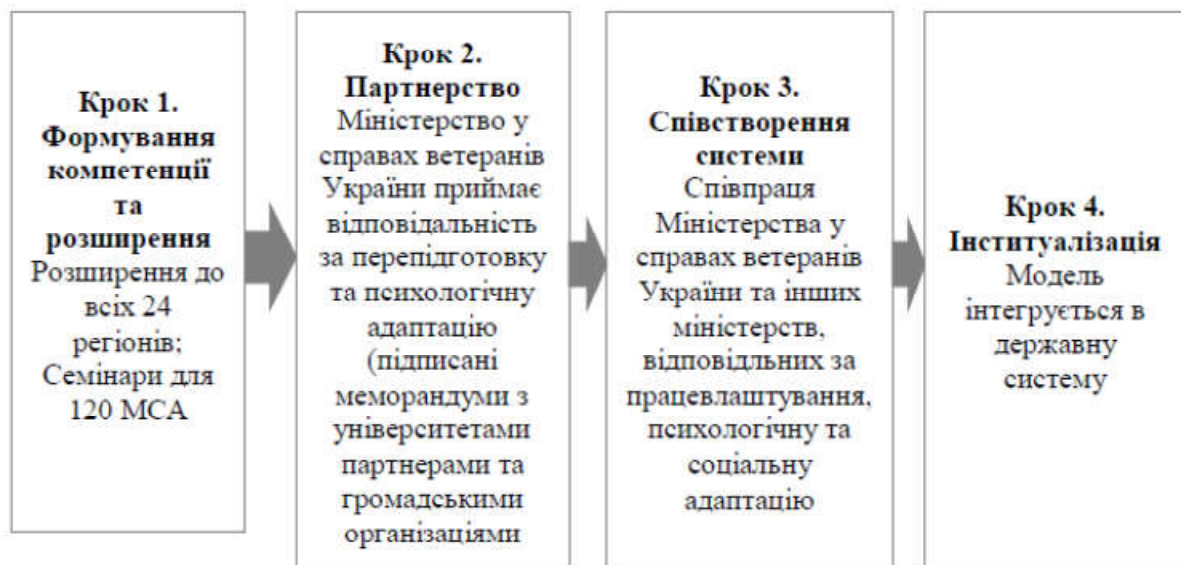 Крок 1.
Формування
компетенції
та
розширення
Розширення до
всіх 24
регіонів;
Семінари для
120 МСА
Крок 2.
Партнерство
Міністерство у
справах ветеранів
України приймає
відповідальність
за перепідготовку
та психологічну
адаптацію
(підписані
меморандуми з
університетами
партнерами та
громадськими
організаціями
Крок 3.
Співстворення
системи
Співпраця
Міністерства у
справах ветеранів
України та інших
міністерств,
відповідльних за
працевлаштування,
психологічну та
соціальну
адаптацію
Крок 4.
Інституалізація
Модель
інтегрується в
державну
систему